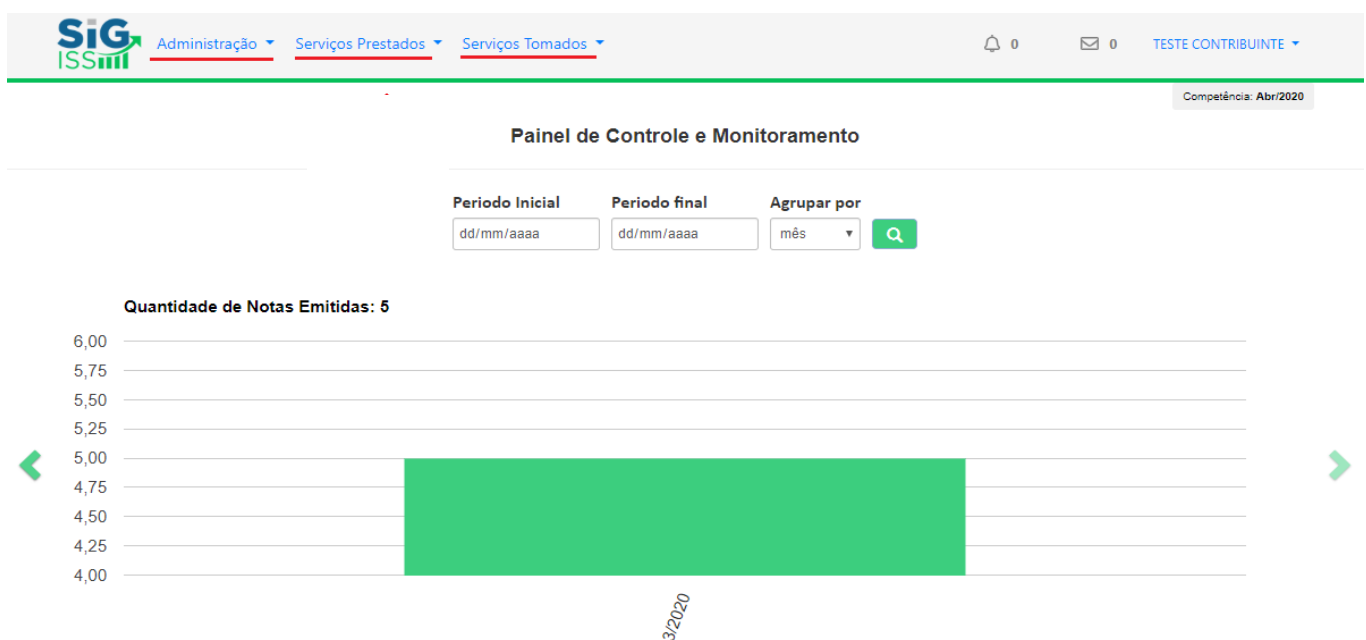 SiG
ISS
Administração Serviços Prestados Serviços Tomados 0 0 TESTE CONTRIBUINTE
Competência: Abr/2020
Painel de Controle e Monitoramento
Periodo Inicial Periodo final Agrupar por
dd/mm/aaaa dd/mm/aaaa mês
Quantidade de Notas Emitidas: 5
6,00
5,75
5,50
5,25
5,00
4,75
4,50
4,25
4,00
3/2020